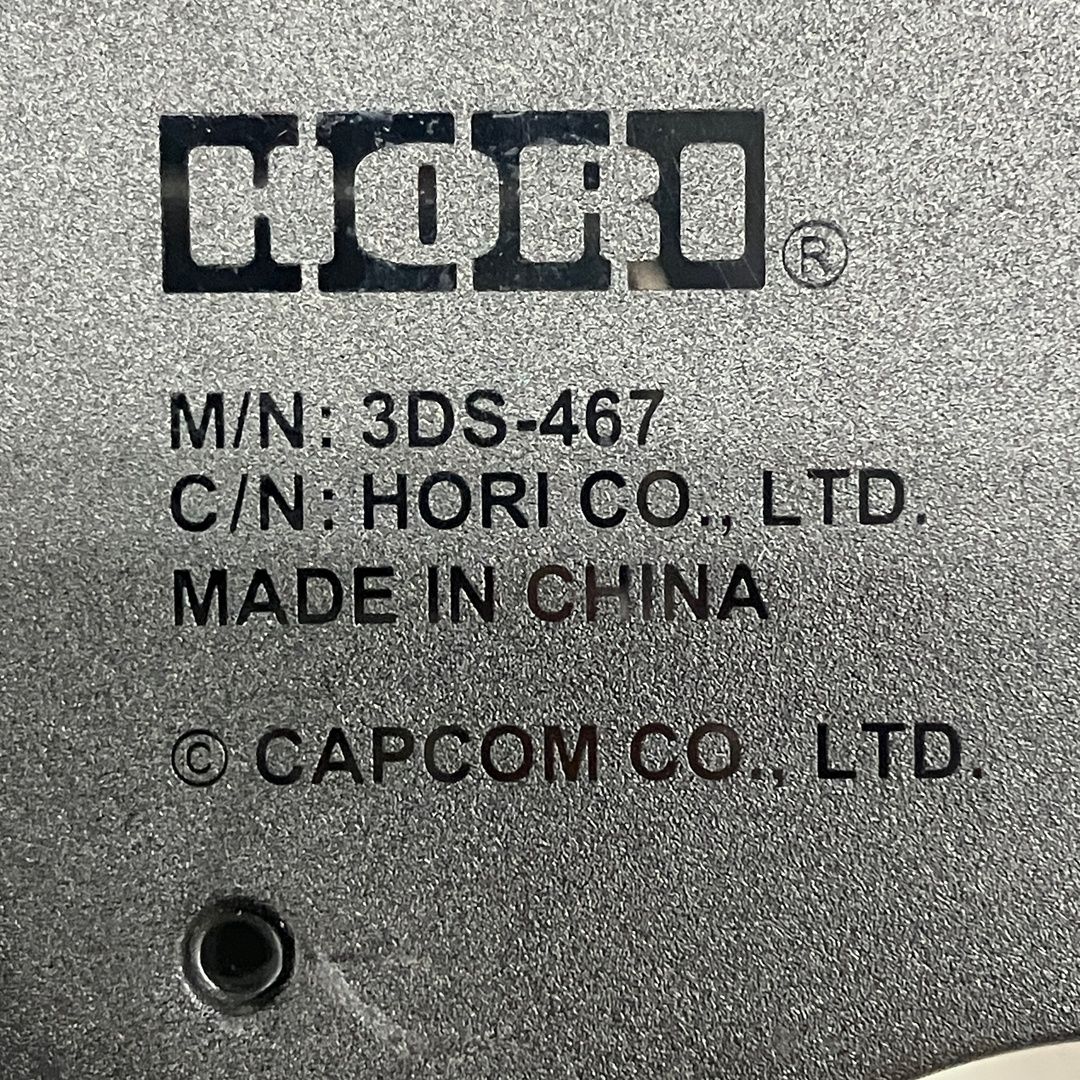 HORI®
M/N: 3DS-467
C/N: HORI CO., LTD.
MADE IN CHINA
© CAPCOM CO., LTD.